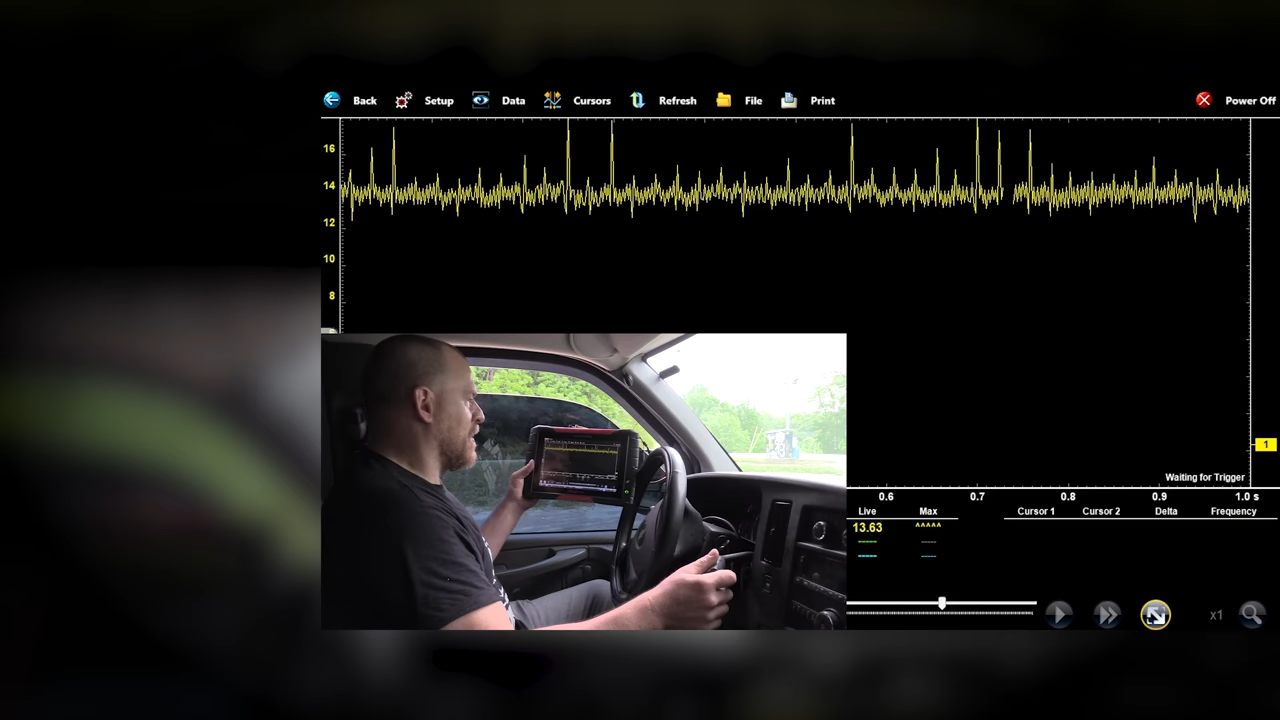 Back Setup Data Cursors Refresh File Print Power Off
16
14
12
10
8
1
Waiting for Trigger
0.6 0.7 0.8 0.9 1.0 s
Live Max Cursor 1 Cursor 2 Delta Frequency
13.63 ^^^^^
----- -----
----- -----
x1